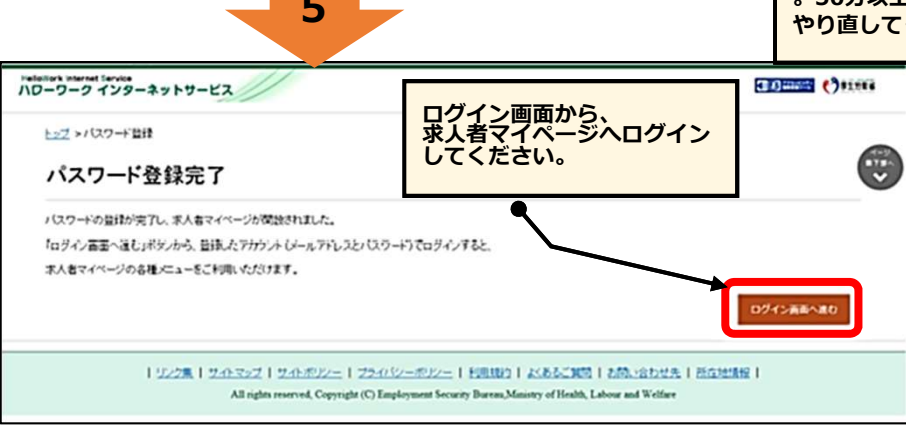 5
。30分以上
やり直して
HelloWork Internet Service
ハローワーク インターネットサービス
ログイン画面から、
求人者マイページへログイン
してください。
トップ > パスワード登録
パスワード登録完了
パスワードの登録が完了し、求人者マイページが開設されました。
「ログイン画面へ進む」ボタンから、登録したアカウント(メールアドレスとパスワード)でログインすると、
求人者マイページの各種メニューをご利用いただけます。
ログイン画面へ進む
| リンク集 | サイトマップ | サイトポリシー | プライバシーポリシー | 利用規約 | よくあるご質問 | お問い合わせ先 | 所在地情報 |
All rights reserved, Copyright (C) Employment Security Bureau,Ministry of Health, Labour and Welfare